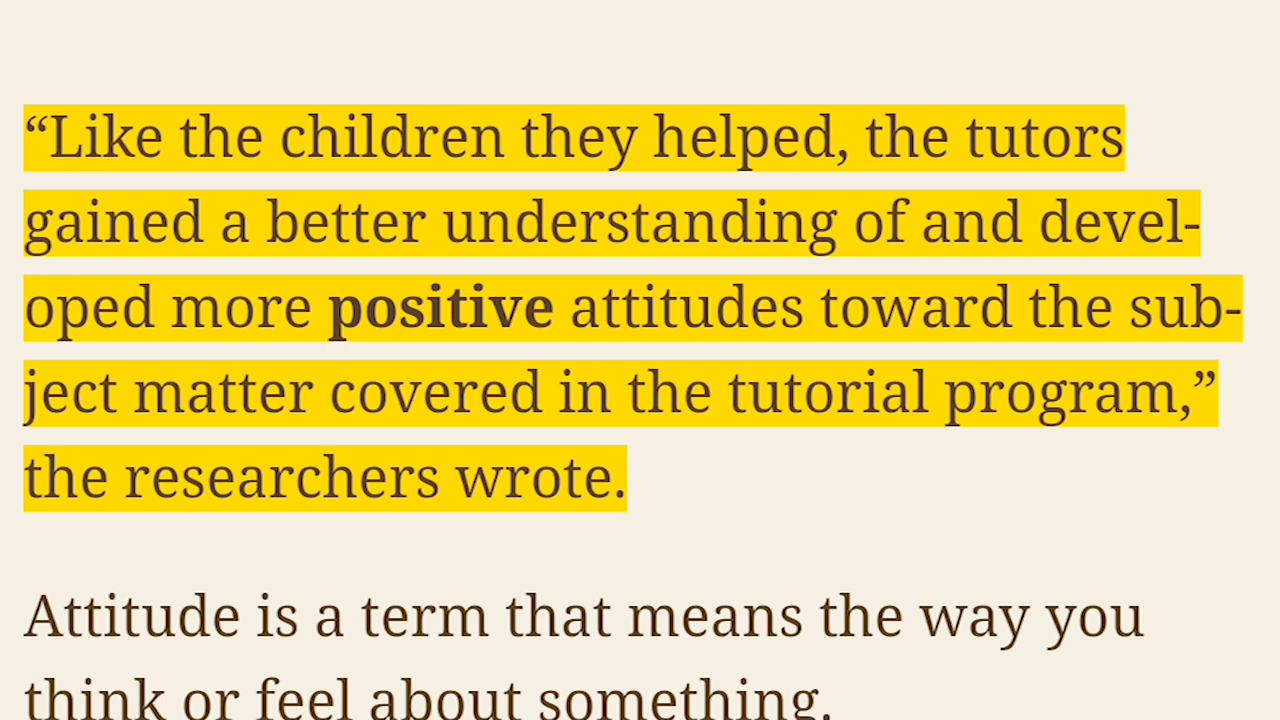 “Like the children they helped, the tutors
gained a better understanding of and devel-
oped more positive attitudes toward the sub-
ject matter covered in the tutorial program,”
the researchers wrote.
Attitude is a term that means the way you
think or feel about something.